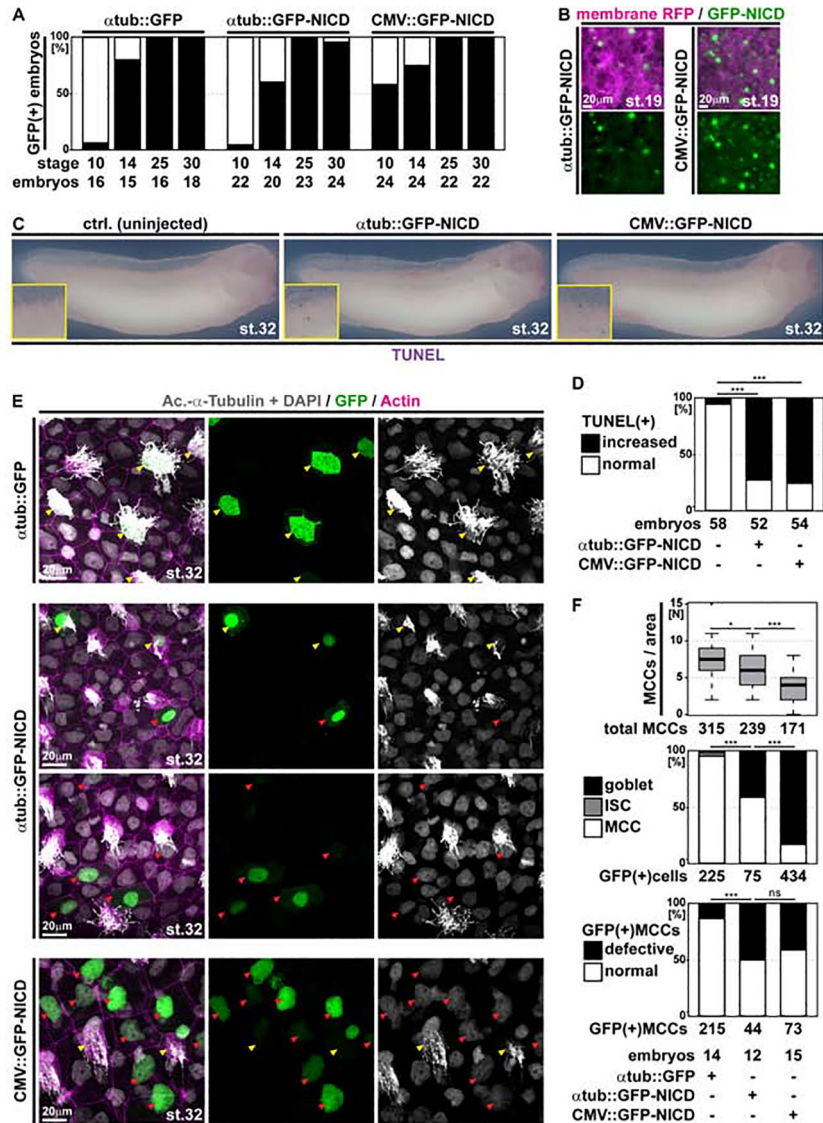 A
αtub::GFP αtub::GFP-NICD CMV::GFP-NICD
GFP(+) embryos
100
[%]
50
0
stage 10 14 25 30 10 14 25 30 10 14 25 30
embryos 16 15 16 18 22 20 23 24 24 24 22 22
B
membrane RFP / GFP-NICD
αtub::GFP-NICD
20μm
st.19
CMV::GFP-NICD
20μm
st.19
C
ctrl. (uninjected) αtub::GFP-NICD CMV::GFP-NICD
st.32 st.32 st.32
TUNEL
D
***
***
100
[%]
TUNEL(+)
increased
normal
50
0
embryos 58 52 54
αtub::GFP-NICD - + -
CMV::GFP-NICD - - +
E
Ac.-α-Tubulin + DAPI / GFP / Actin
αtub::GFP
20μm st.32
αtub::GFP-NICD
20μm st.32
20μm st.32
CMV::GFP-NICD
20μm st.32
F
MCCs / area
15
[N]
10
5
0
* ***
total MCCs 315 239 171
*** ***
100
[%]
goblet
ISC
MCC
50
0
GFP(+)cells 225 75 434
*** ns
100
[%]
GFP(+)MCCs
defective
normal
50
0
GFP(+)MCCs 215 44 73
embryos 14 12 15
αtub::GFP + - -
αtub::GFP-NICD - + -
CMV::GFP-NICD - - +